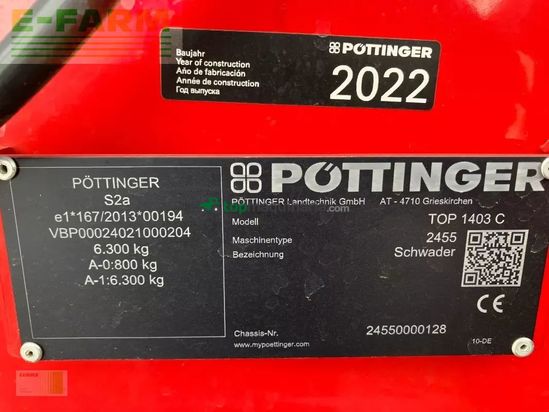 E-FARM
Baujahr
Year of construction
Año de fabricación
Année de construction
Год выпуска
PÖTTINGER
2022
PÖTTINGER
S2a
e1*167/2013*00194
VBP00024021000204
6.300 kg
A-0:800 kg
A-1:6.300 kg
PÖTTINGER
PÖTTINGER Landtechnik GmbH AT - 4710 Grieskirchen
Modell TOP 1403 C
Maschinentype 2455
Bezeichnung Schwader
CE
Chassis-Nr. 24550000128
www.mypoettinger.com 10-DE